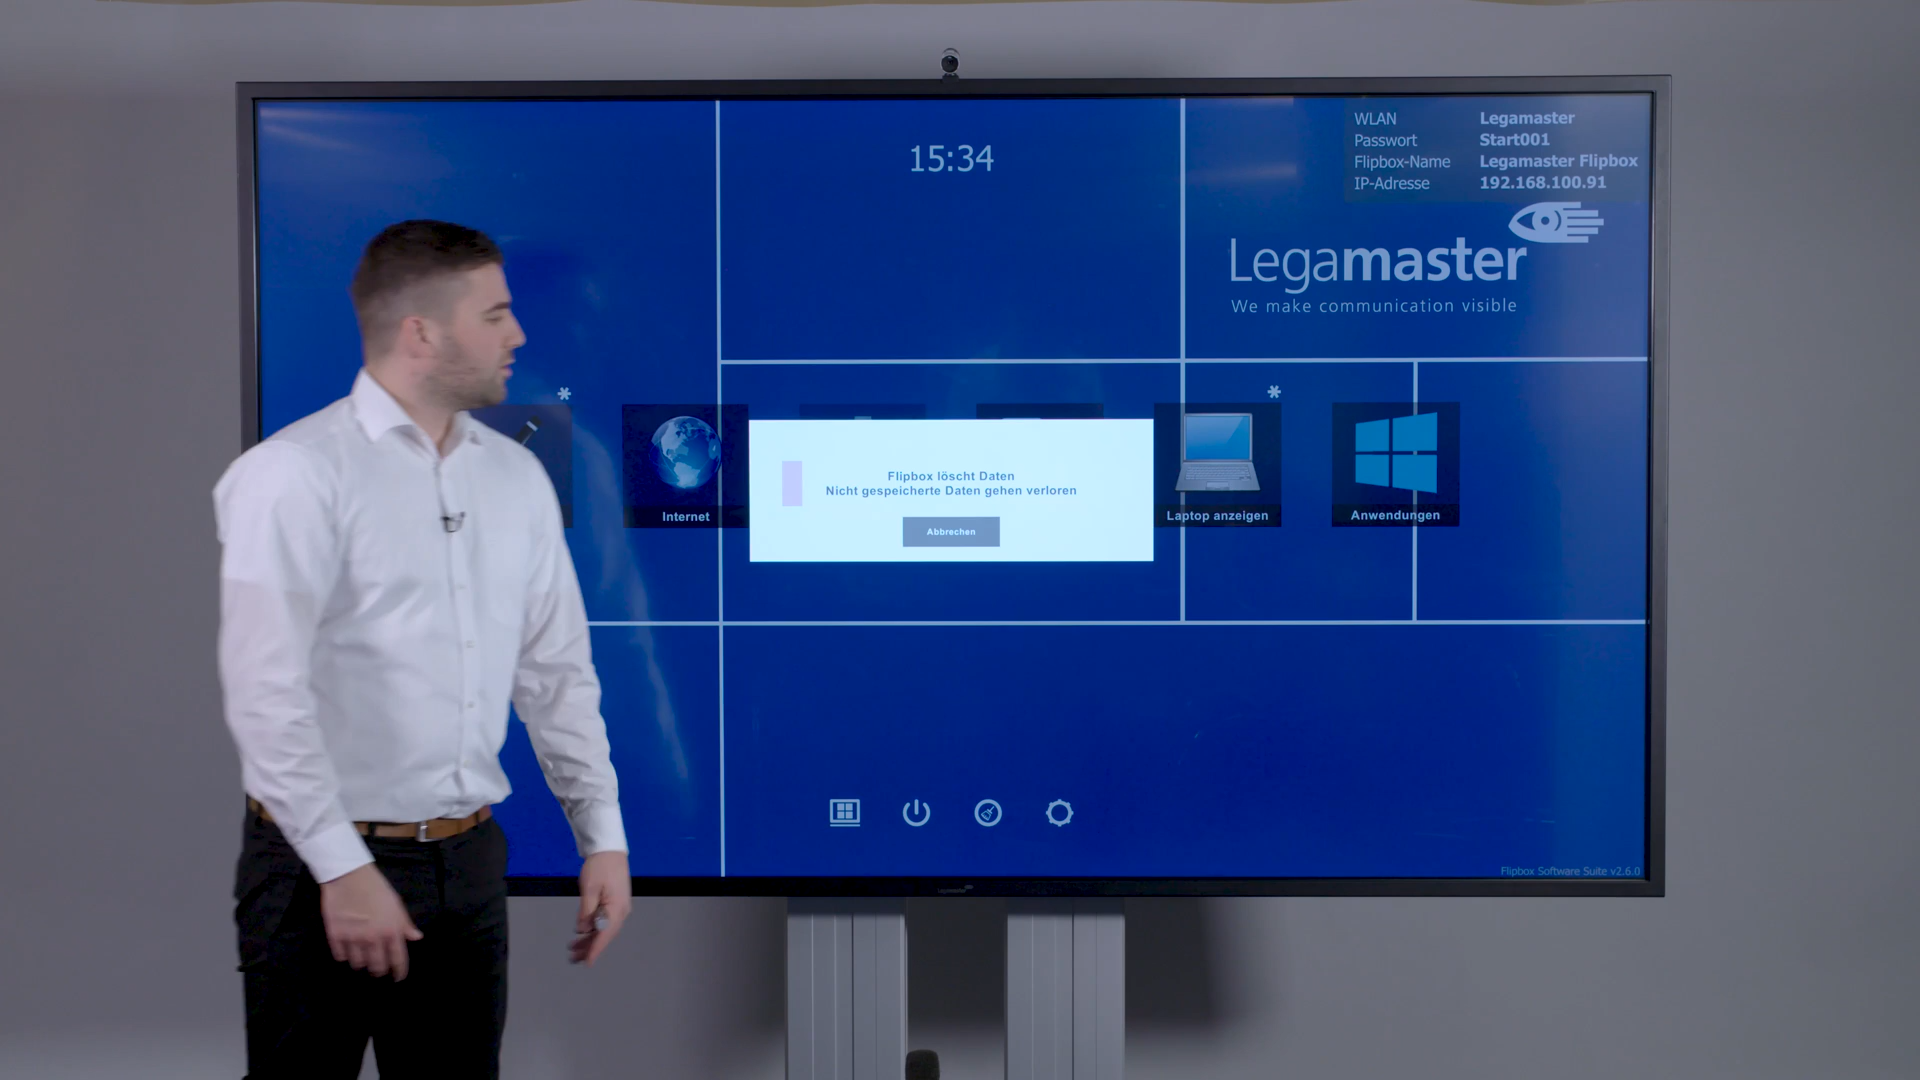 15:34
WLAN Legamaster
Passwort Start001
Flipbox-Name Legamaster Flipbox
IP-Adresse 192.168.100.91
Legamaster
We make communication visible
*
*
Internet
Flipbox löscht Daten
Nicht gespeicherte Daten gehen verloren
Abbrechen
Laptop anzeigen
Anwendungen
Flipbox Software Suite v2.6.0
Legamaster